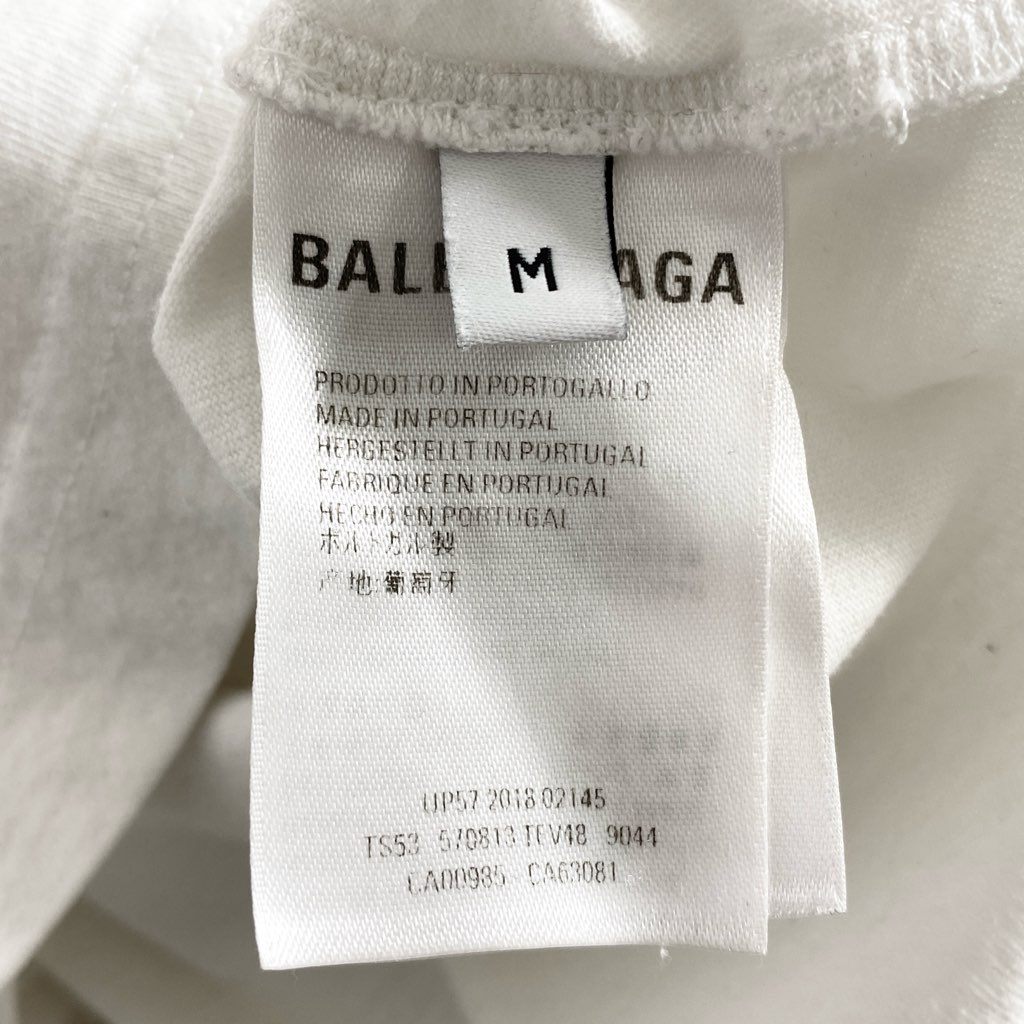 BALE AGA
M
PRODOTTO IN PORTOGALLO
MADE IN PORTUGAL
HERGESTELLT IN PORTUGAL
FABRIQUE EN PORTUGAL
HECHO EN PORTUGAL
ポルトガル製
产地:葡萄牙
UP57 2018 02145
TS53 570813 TEV48 9044
CA00985 - CA63081